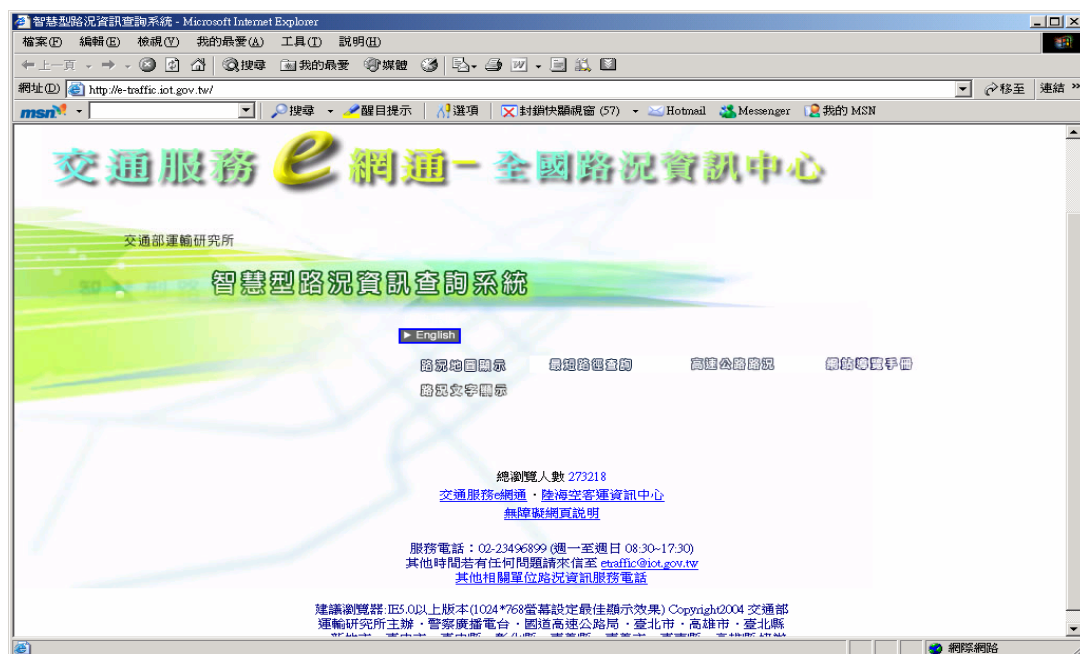 智慧型路況資訊查詢系統 - Microsoft Internet Explorer
檔案(F) 編輯(E) 檢視(V) 我的最愛(A) 工具(T) 說明(H)
上一頁 搜尋 我的最愛 媒體
網址(D) http://e-traffic.iot.gov.tw/ 移至 連結 »
msn 搜尋 醒目提示 選項 封鎖快顯視窗 (57) Hotmail Messenger 我的 MSN
交通服務e網通-全國路況資訊中心
交通部運輸研究所
智慧型路況資訊查詢系統
English
路況地圖顯示 最短路徑查詢 高速公路路況
路況文字顯示
總瀏覽人數 273218
交通服務e網通‧陸海空客運資訊中心
無障礙網頁說明
服務電話:02-23496899 (週一至週日 08:30~17:30)
其他時間若有任何問題請來信至 etraffic@iot.gov.tw
其他相關單位路況資訊服務電話
建議瀏覽器:IE5.0以上版本(1024*768螢幕設定最佳顯示效果) Copyright2004 交通部
運輸研究所主辦‧警察廣播電台‧國道高速公路局‧臺北市‧高雄市‧臺北縣
網際網路